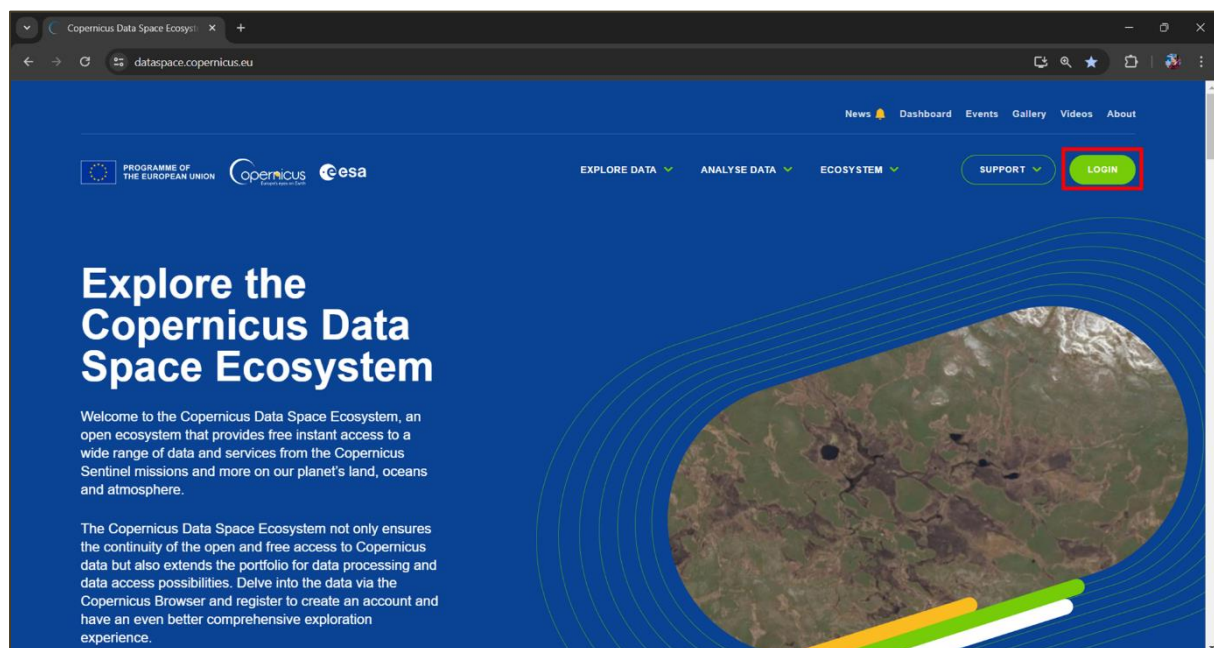 Copernicus Data Space Ecosyst
dataspace.copernicus.eu
News Dashboard Events Gallery Videos About
PROGRAMME OF
THE EUROPEAN UNION
opernicus
Europe's eyes on Earth
esa
EXPLORE DATA ANALYSE DATA ECOSYSTEM SUPPORT LOGIN
Explore the
Copernicus Data
Space Ecosystem
Welcome to the Copernicus Data Space Ecosystem, an
open ecosystem that provides free instant access to a
wide range of data and services from the Copernicus
Sentinel missions and more on our planet's land, oceans
and atmosphere.
The Copernicus Data Space Ecosystem not only ensures
the continuity of the open and free access to Copernicus
data but also extends the portfolio for data processing and
data access possibilities. Delve into the data via the
Copernicus Browser and register to create an account and
have an even better comprehensive exploration
experience.